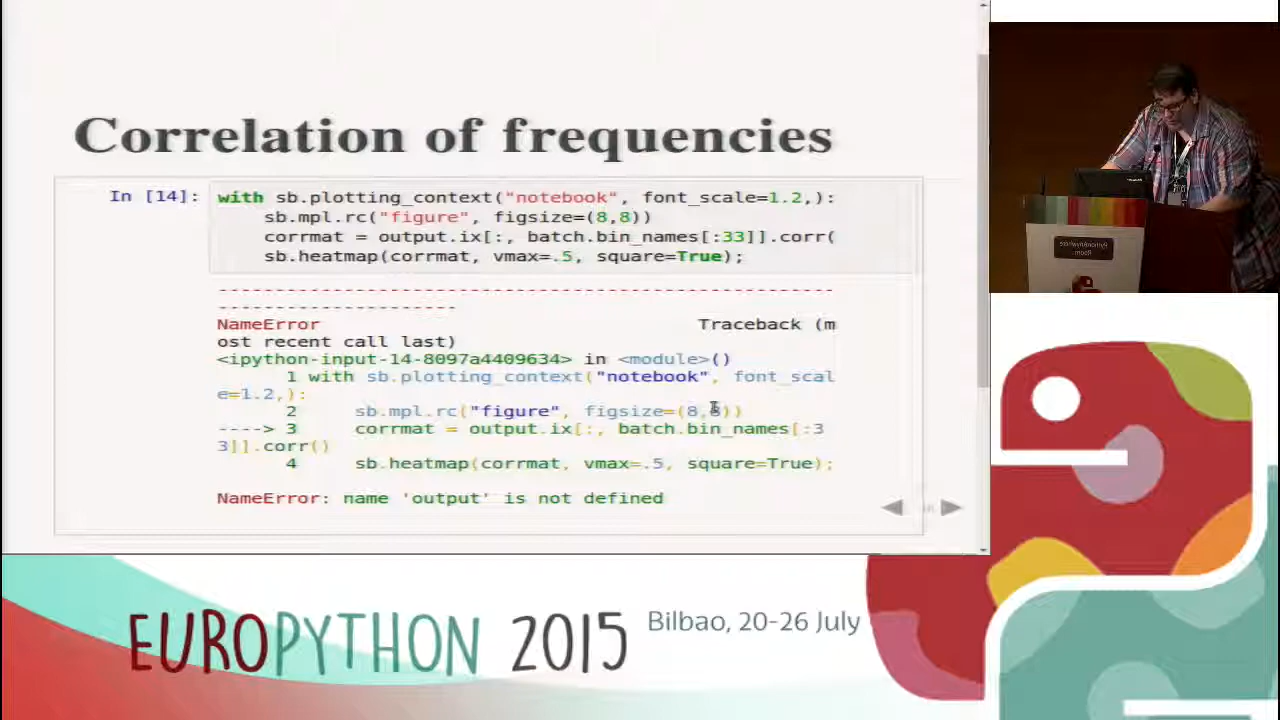 Correlation of frequencies
In [14]: with sb.plotting_context("notebook", font_scale=1.2,):
sb.mpl.rc("figure", figsize=(8,8))
corrmat = output.ix[:, batch.bin_names[:33]].corr(
sb.heatmap(corrmat, vmax=.5, square=True);
---------------------------------------------------------
----------------------
NameError Traceback (m
ost recent call last)
<ipython-input-14-8097a4409634> in <module>()
1 with sb.plotting_context("notebook", font_scal
e=1.2,):
2 sb.mpl.rc("figure", figsize=(8,8))
----> 3 corrmat = output.ix[:, batch.bin_names[:3
3]].corr()
4 sb.heatmap(corrmat, vmax=.5, square=True);
NameError: name 'output' is not defined
EUROPYTHON 2015
Bilbao, 20-26 July